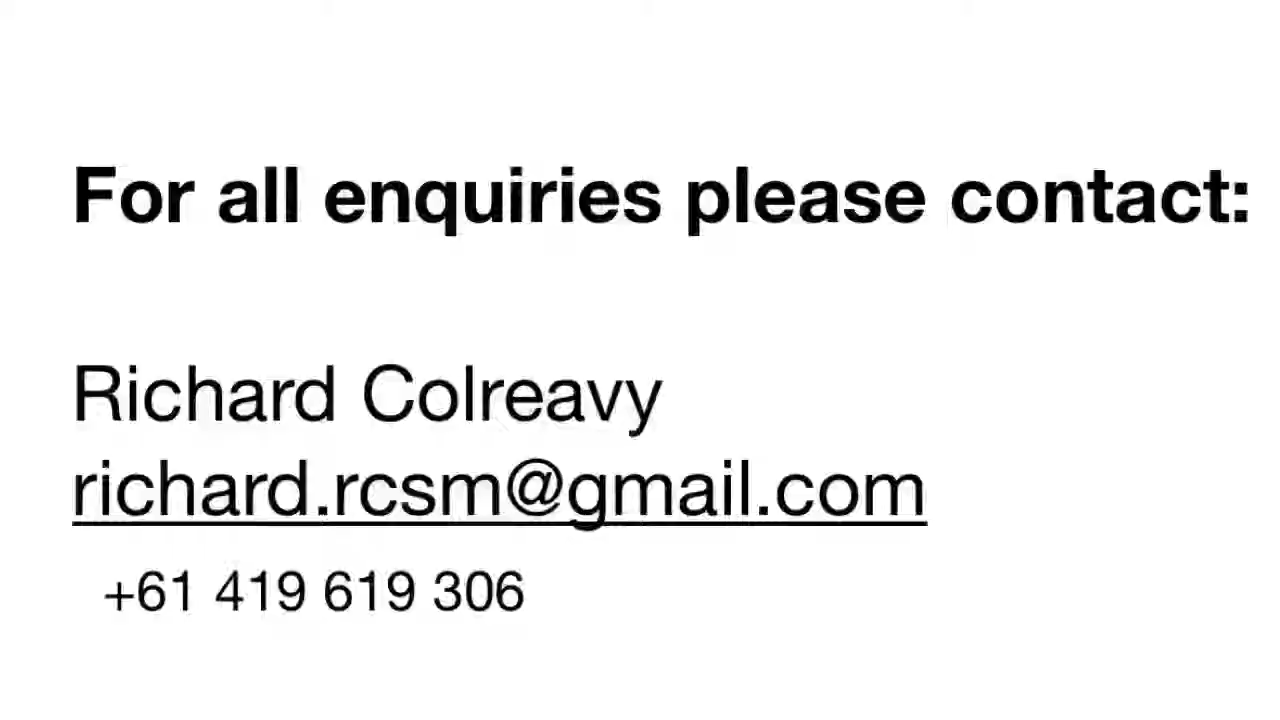 For all enquiries please contact:
Richard Colreavy
richard.rcsm@gmail.com
+61 419 619 306